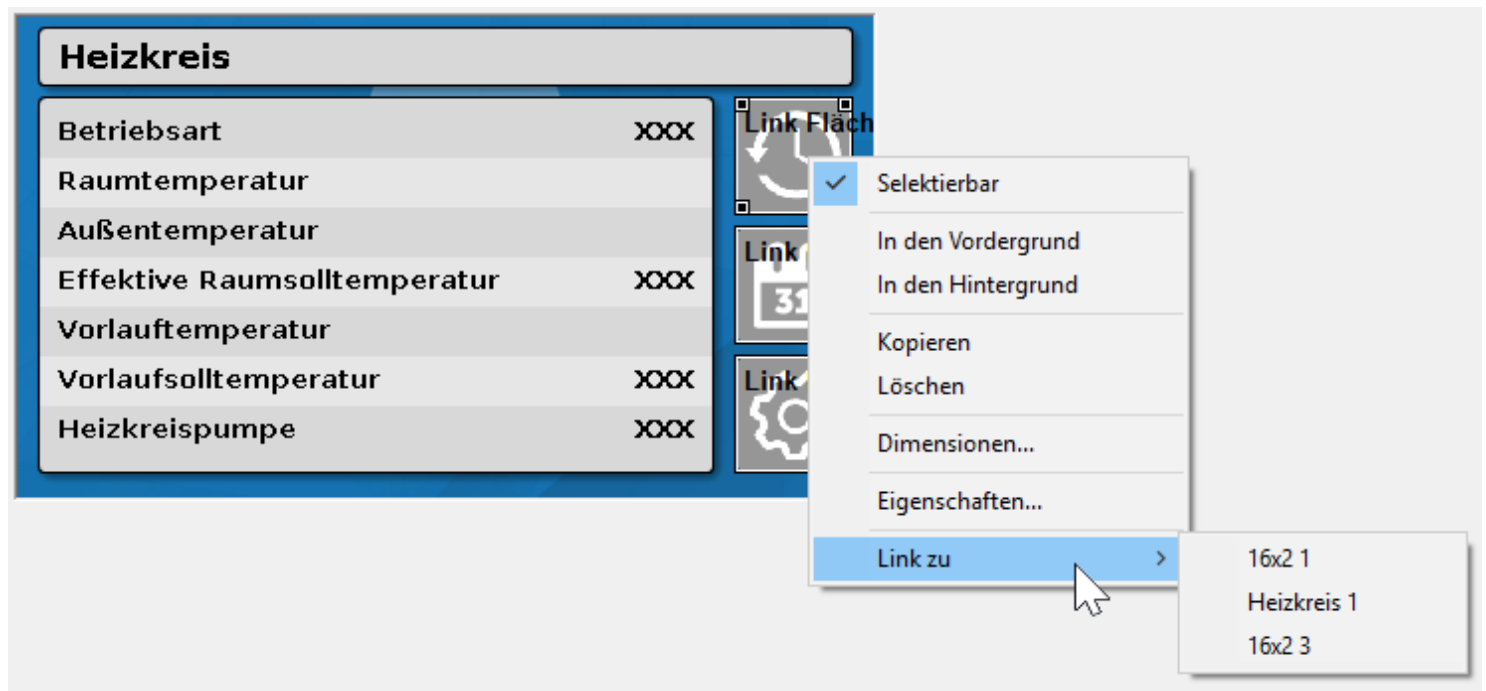 Heizkreis
Betriebsart XXX
Raumtemperatur
Außentemperatur
Effektive Raumsolltemperatur XXX
Vorlauftemperatur
Vorlaufsolltemperatur XXX
Heizkreispumpe XXX
Link Fläch
Link
31
Link
Selektierbar
In den Vordergrund
In den Hintergrund
Kopieren
Löschen
Dimensionen...
Eigenschaften...
Link zu
16x2 1
Heizkreis 1
16x2 3